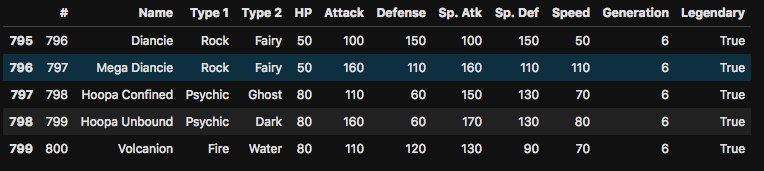 # Name Type 1 Type 2 HP Attack Defense Sp. Atk Sp. Def Speed Generation Legendary
795 796 Diancie Rock Fairy 50 100 150 100 150 50 6 True
796 797 Mega Diancie Rock Fairy 50 160 110 160 110 110 6 True
797 798 Hoopa Confined Psychic Ghost 80 110 60 150 130 70 6 True
798 799 Hoopa Unbound Psychic Dark 80 160 60 170 130 80 6 True
799 800 Volcanion Fire Water 80 110 120 130 90 70 6 True